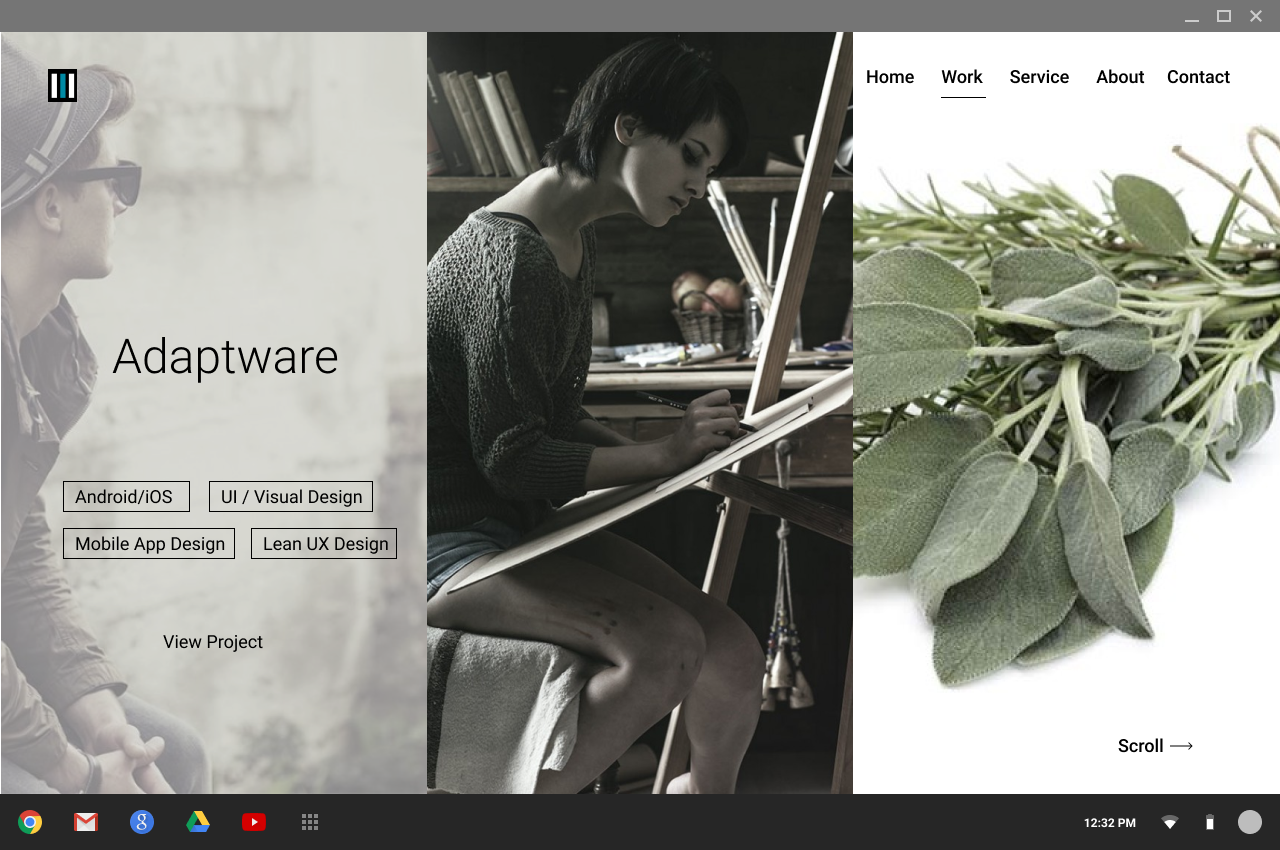 Home Work Service About Contact
Adaptware
Android/iOS UI / Visual Design
Mobile App Design Lean UX Design
View Project
Scroll
12:32 PM